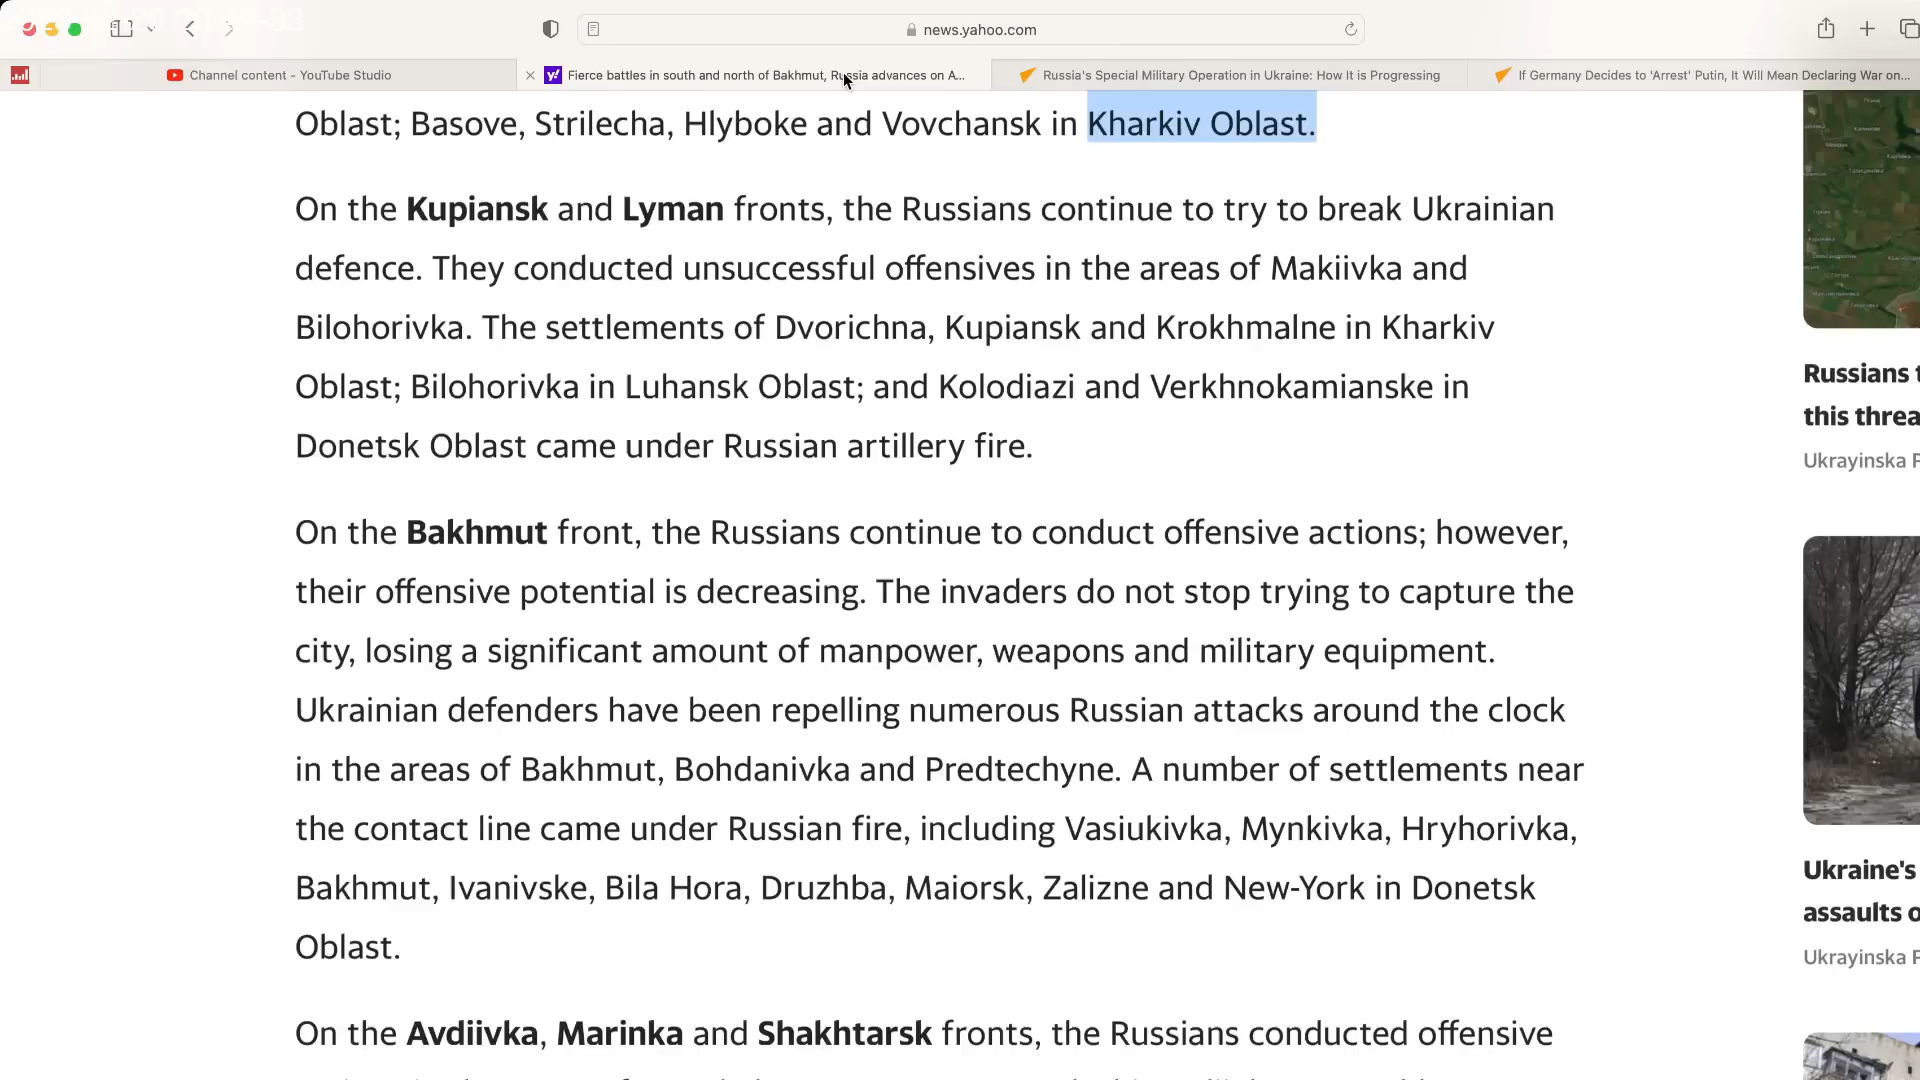 news.yahoo.com
Channel content - YouTube Studio
Fierce battles in south and north of Bakhmut, Russia advances on A...
Russia's Special Military Operation in Ukraine: How It is Progressing
If Germany Decides to 'Arrest' Putin, It Will Mean Declaring War on...
Oblast; Basove, Strilecha, Hlyboke and Vovchansk in Kharkiv Oblast.
On the Kupiansk and Lyman fronts, the Russians continue to try to break Ukrainian
defence. They conducted unsuccessful offensives in the areas of Makiivka and
Bilohorivka. The settlements of Dvorichna, Kupiansk and Krokhmalne in Kharkiv
Oblast; Bilohorivka in Luhansk Oblast; and Kolodiazi and Verkhnokamianske in
Donetsk Oblast came under Russian artillery fire.
On the Bakhmut front, the Russians continue to conduct offensive actions; however,
their offensive potential is decreasing. The invaders do not stop trying to capture the
city, losing a significant amount of manpower, weapons and military equipment.
Ukrainian defenders have been repelling numerous Russian attacks around the clock
in the areas of Bakhmut, Bohdanivka and Predtechyne. A number of settlements near
the contact line came under Russian fire, including Vasiukivka, Mynkivka, Hryhorivka,
Bakhmut, Ivanivske, Bila Hora, Druzhba, Maiorsk, Zalizne and New-York in Donetsk
Oblast.
On the Avdiivka, Marinka and Shakhtarsk fronts, the Russians conducted offensive
Russians
this threa
Ukrayinska P
Ukraine's
assaults o
Ukrayinska P